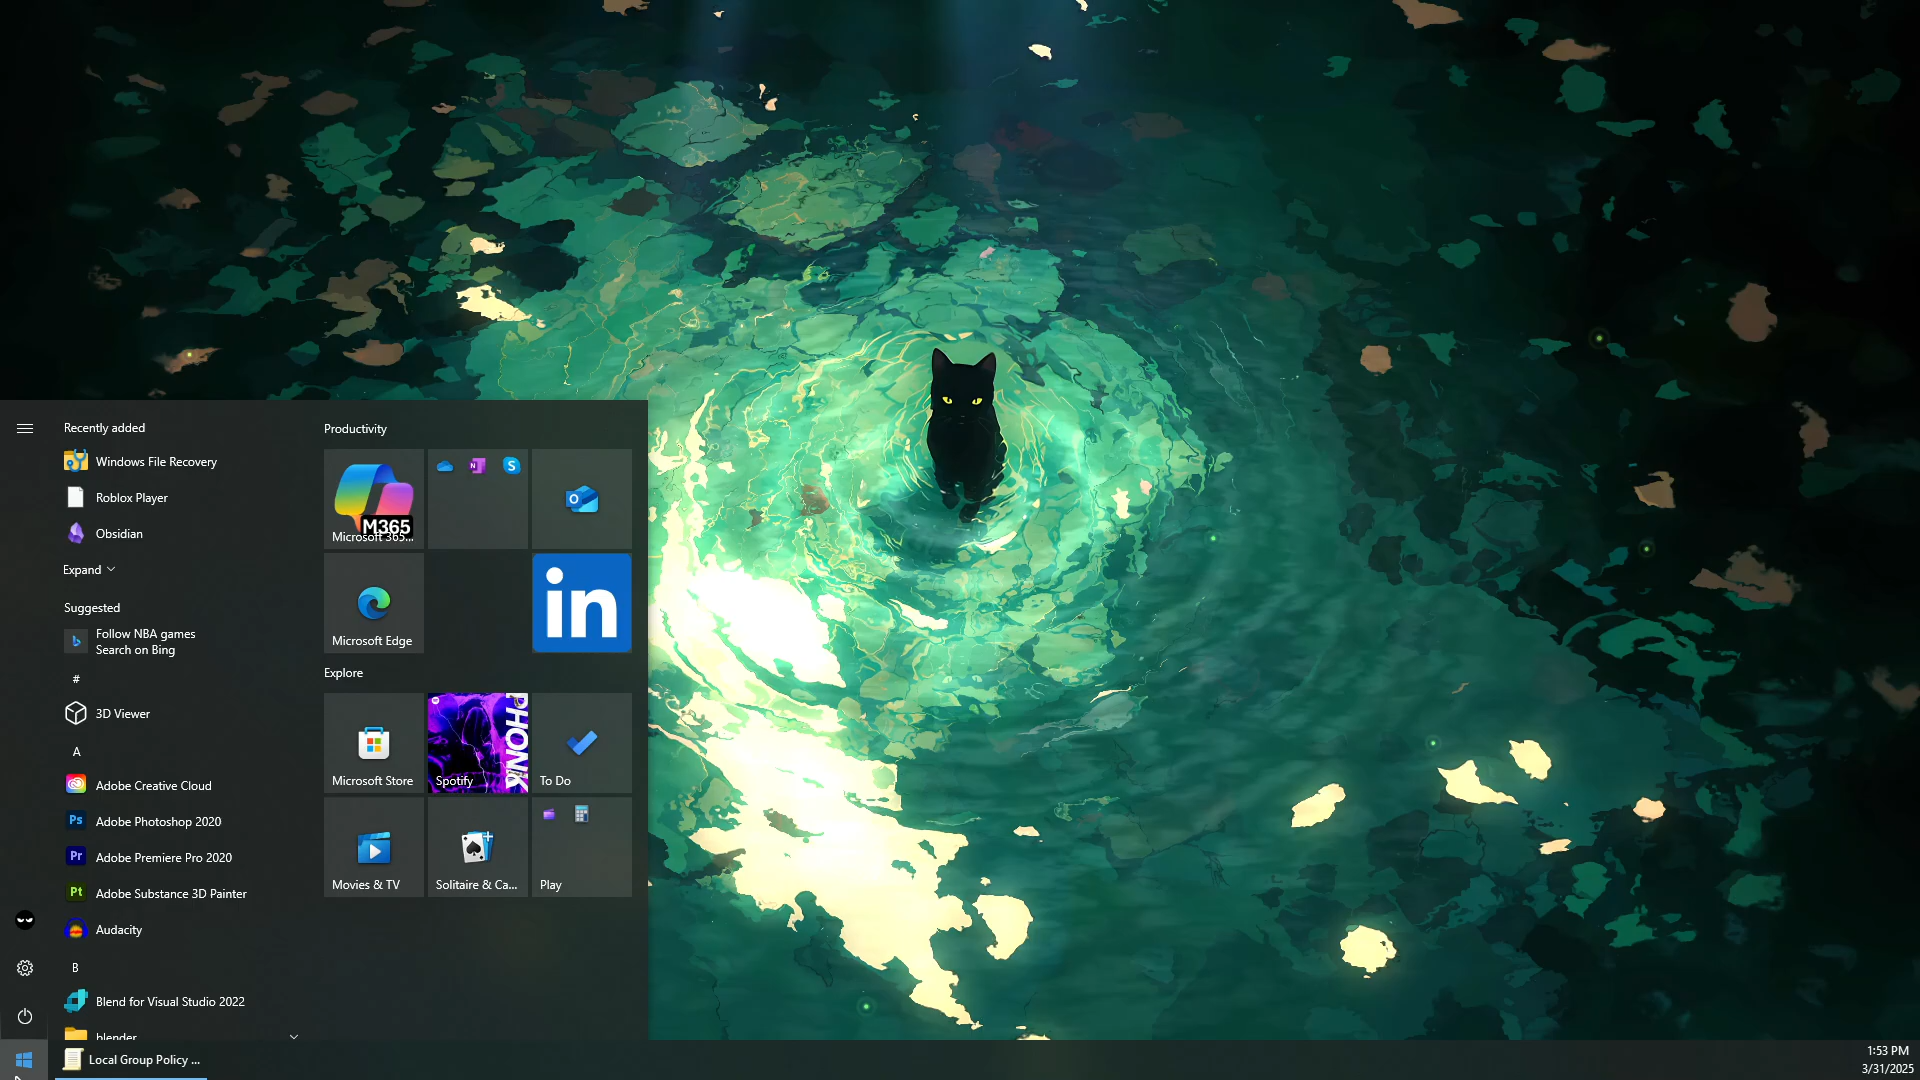 Recently added
Windows File Recovery
Roblox Player
Obsidian
Expand
Suggested
Follow NBA games
Search on Bing
#
3D Viewer
A
Adobe Creative Cloud
Ps Adobe Photoshop 2020
Pr Adobe Premiere Pro 2020
Pt Adobe Substance 3D Painter
Audacity
B
Blend for Visual Studio 2022
blender
Productivity
M365
Microsoft 365...
N
S
O
Microsoft Edge
in
Explore
Microsoft Store
PHONK
Spotify
To Do
Movies & TV
Solitaire & Ca...
Play
Local Group Policy ...
1:53 PM
3/31/2025